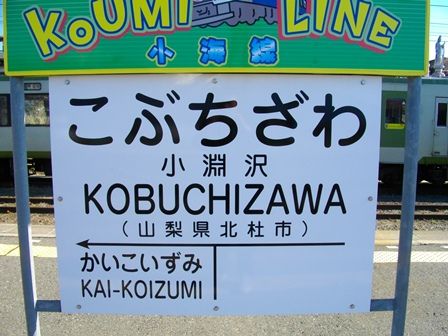 KOUMI LINE
小海線
こぶちざわ
小淵沢
KOBUCHIZAWA
(山梨県北杜市)
かいこいずみ
KAI-KOIZUMI